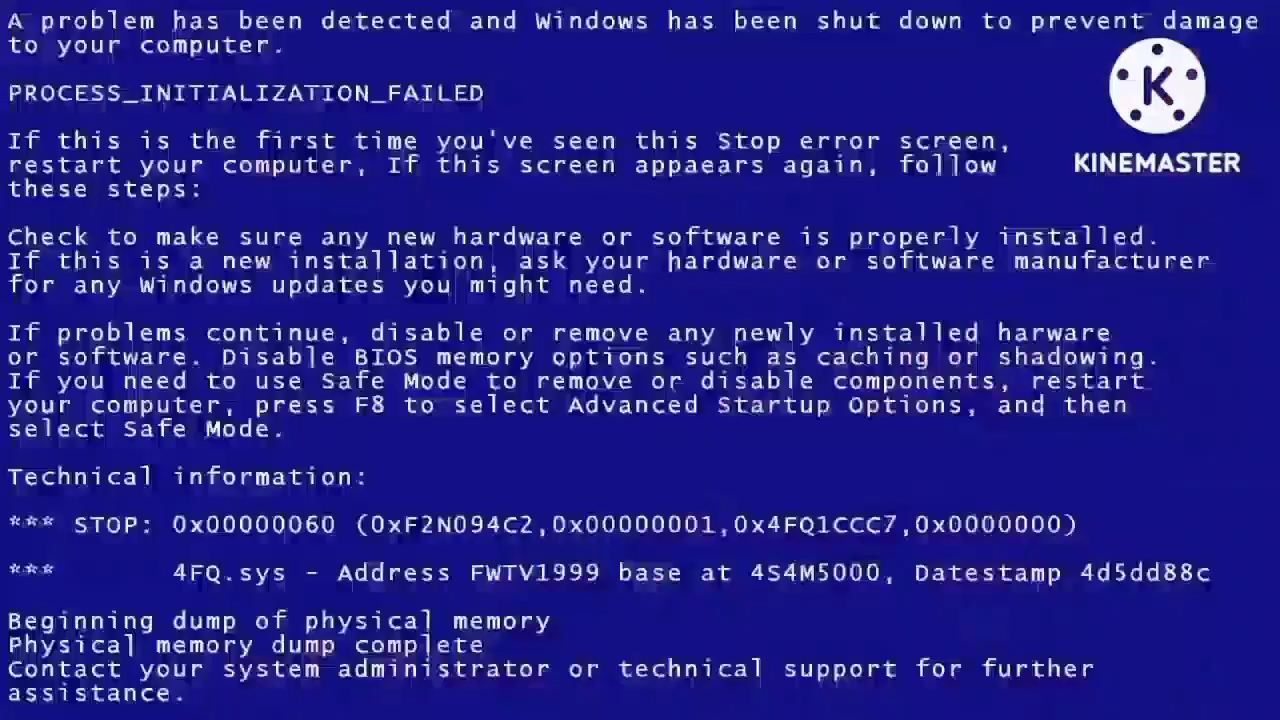 A problem has been detected and Windows has been shut down to prevent damage
to your computer.
PROCESS_INITIALIZATION_FAILED
If this is the first time you've seen this Stop error screen,
restart your computer, If this screen appaears again, follow
these steps:
Check to make sure any new hardware or software is properly installed.
If this is a new installation, ask your hardware or software manufacturer
for any Windows updates you might need.
If problems continue, disable or remove any newly installed harware
or software. Disable BIOS memory options such as caching or shadowing.
If you need to use Safe Mode to remove or disable components, restart
your computer, press F8 to select Advanced Startup Options, and then
select Safe Mode.
Technical information:
*** STOP: 0x00000060 (0xF2N094C2,0x00000001,0x4FQ1CCC7,0x0000000)
*** 4FQ.sys – Address FWTV1999 base at 4S4M5000, Datestamp 4d5dd88c
Beginning dump of physical memory
Physical memory dump complete
Contact your system administrator or technical support for further
assistance.
K
KINEMASTER